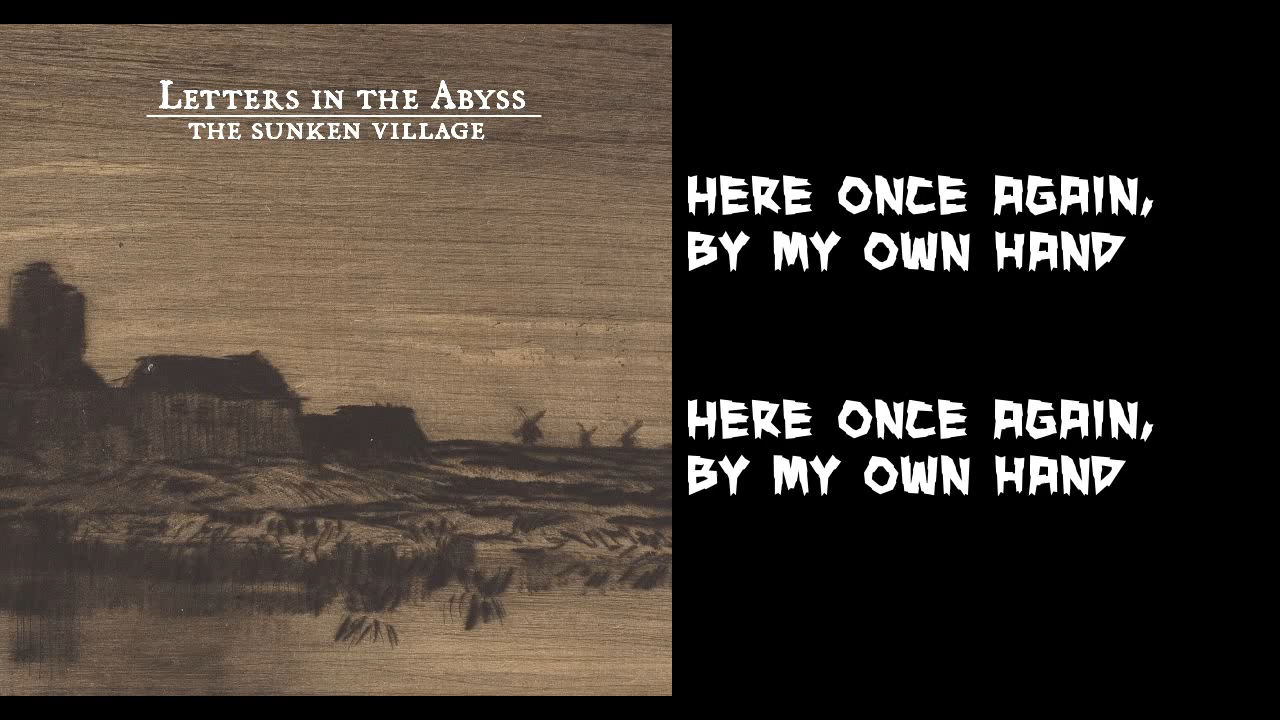 Letters in the Abyss
the sunken village
HERE ONCE AGAIN,
BY MY OWN HAND
HERE ONCE AGAIN,
BY MY OWN HAND